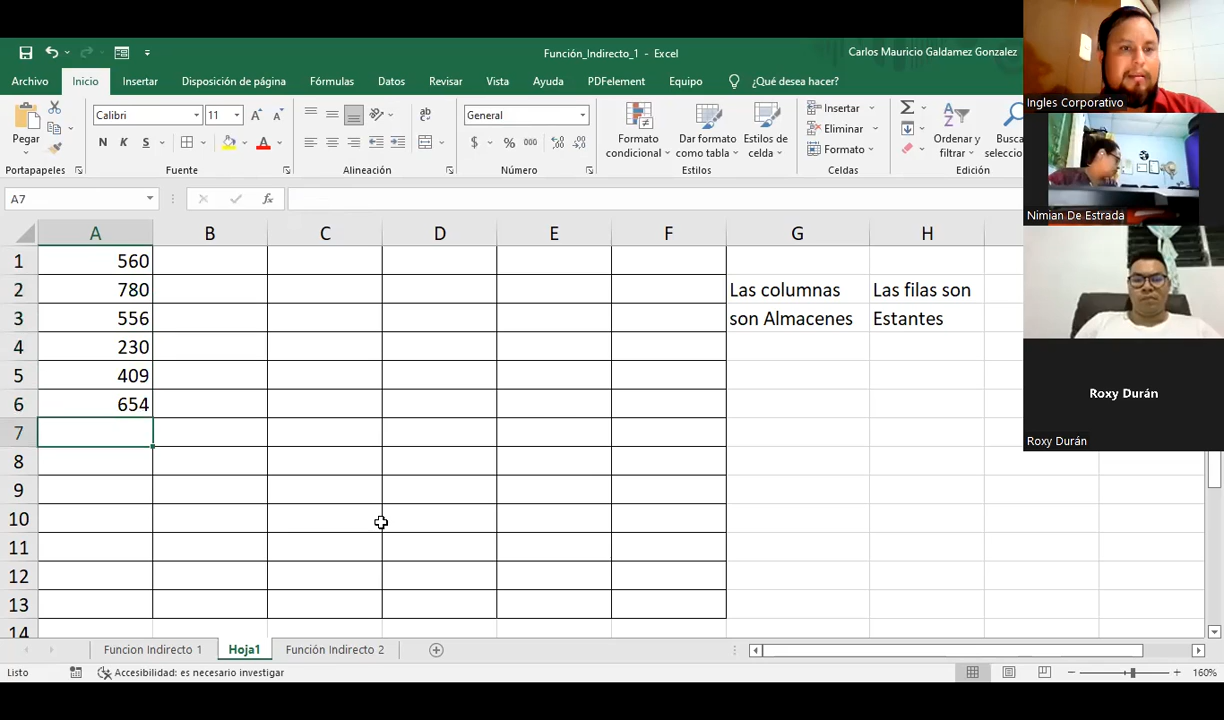 Función_Indirecto_1 - Excel
Carlos Mauricio Galdamez Gonzalez
Archivo Inicio Insertar Disposición de página Fórmulas Datos Revisar Vista Ayuda PDFelement Equipo ¿Qué desea hacer?
Pegar
Portapapeles
Calibri 11
N K S
Fuente
Alineación
General
$ % 000
Número
Formato condicional
Dar formato como tabla
Estilos de celda
Estilos
Insertar
Eliminar
Formato
Celdas
Ordenar y filtrar
Edición
A7
fx
A B C D E F G H
1 560
2 780 Las columnas Las filas son
3 556 son Almacenes Estantes
4 230
5 409
6 654
7
8
9
10
11
12
13
14
Funcion Indirecto 1 Hoja1 Función Indirecto 2
Listo Accesibilidad: es necesario investigar 160%
Ingles Corporativo
Nimian De Estrada
Roxy Durán
Roxy Durán